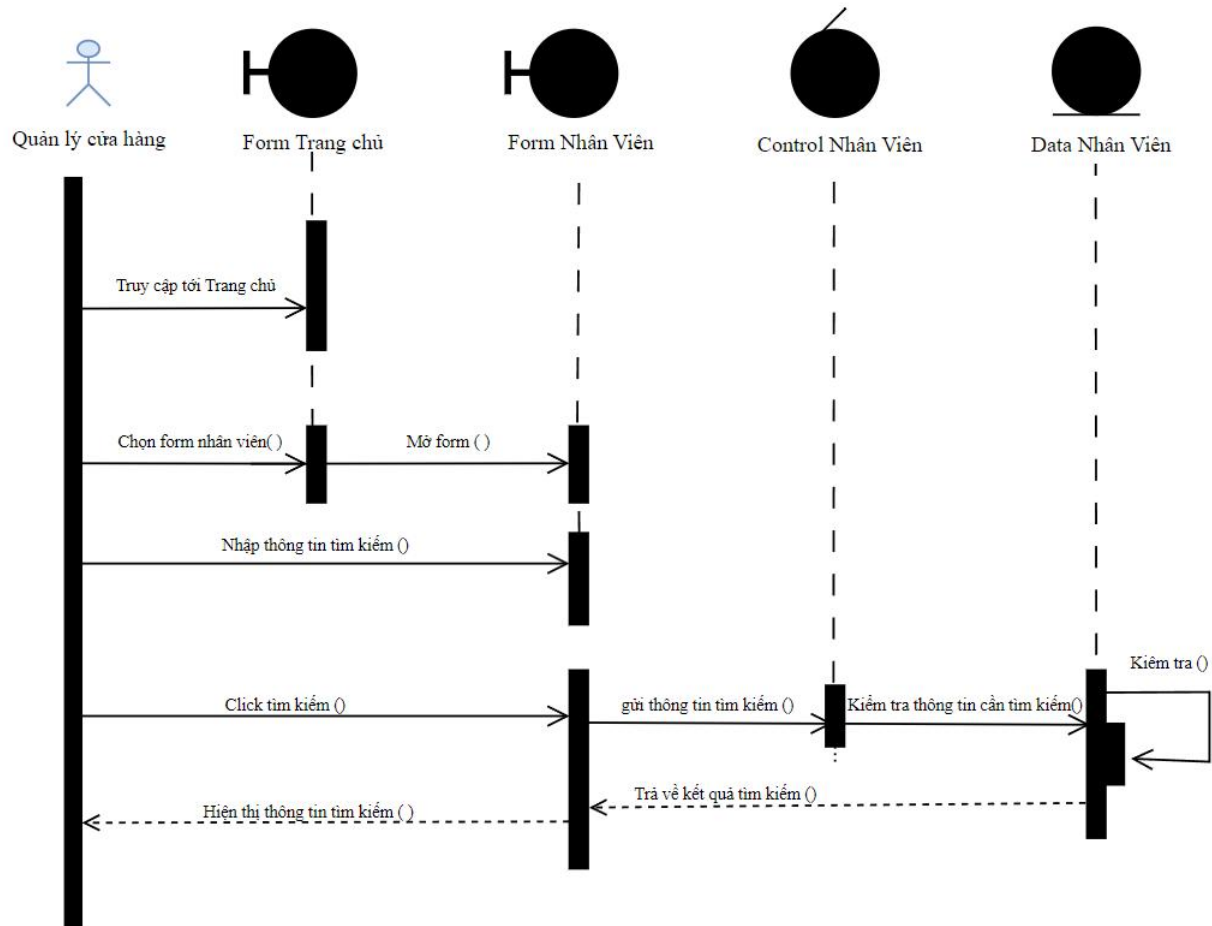 Quản lý cửa hàng
Form Trang chủ
Form Nhân Viên
Control Nhân Viên
Data Nhân Viên
Truy cập tới Trang chủ
Chọn form nhân viên( )
Mở form ( )
Nhập thông tin tìm kiếm ()
Kiêm tra ()
Click tìm kiếm ()
gửi thông tin tìm kiếm ()
Kiểm tra thông tin cần tìm kiếm()
Trả về kết quả tìm kiếm ()
Hiện thị thông tin tìm kiếm ( )